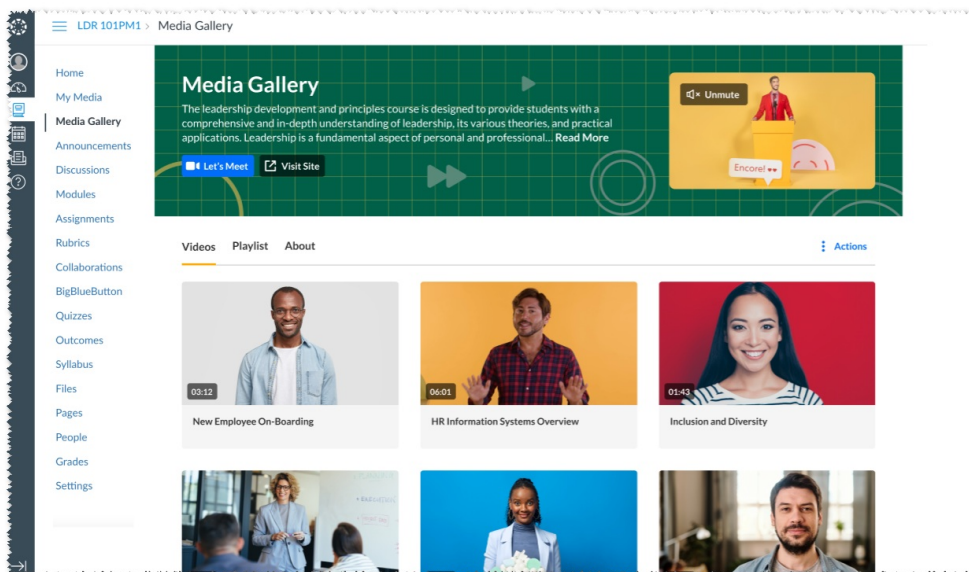 LDR 101PM1 > Media Gallery
Home
My Media
Media Gallery
Announcements
Discussions
Modules
Assignments
Rubrics
Collaborations
BigBlueButton
Quizzes
Outcomes
Syllabus
Files
Pages
People
Grades
Settings
Media Gallery
The leadership development and principles course is designed to provide students with a
comprehensive and in-depth understanding of leadership, its various theories, and practical
applications. Leadership is a fundamental aspect of personal and professional... Read More
Let's Meet
Visit Site
Unmute
Encore!
Videos Playlist About
Actions
03:12
New Employee On-Boarding
06:01
HR Information Systems Overview
01:43
Inclusion and Diversity